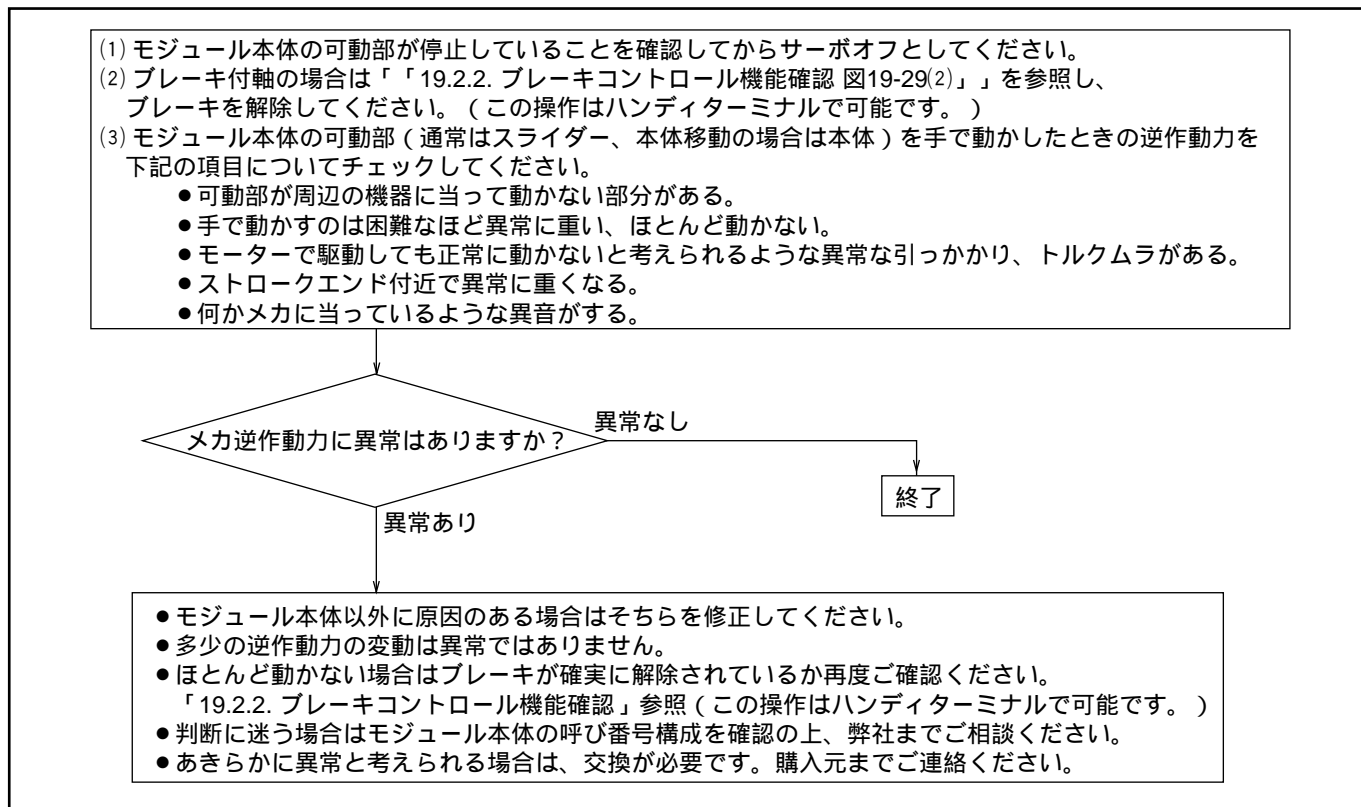 ⑴ モジュール本体の可動部が停止していることを確認してからサーボオフとしてください。
⑵ ブレーキ付軸の場合は「「19.2.2. ブレーキコントロール機能確認 図19-29⑵」」を参照し、
ブレーキを解除してください。（この操作はハンディターミナルで可能です。）
⑶ モジュール本体の可動部（通常はスライダー、本体移動の場合は本体）を手で動かしたときの逆作動力を
下記の項目についてチェックしてください。
●可動部が周辺の機器に当って動かない部分がある。
●手で動かすのは困難なほど異常に重い、ほとんど動かない。
●モーターで駆動しても正常に動かないと考えられるような異常な引っかかり、トルクムラがある。
●ストロークエンド付近で異常に重くなる。
●何かメカに当っているような異音がする。
メカ逆作動力に異常はありますか？
異常なし
終了
異常あり
●モジュール本体以外に原因のある場合はそちらを修正してください。
●多少の逆作動力の変動は異常ではありません。
●ほとんど動かない場合はブレーキが確実に解除されているか再度ご確認ください。
「19.2.2. ブレーキコントロール機能確認」参照（この操作はハンディターミナルで可能です。）
●判断に迷う場合はモジュール本体の呼び番号構成を確認の上、弊社までご相談ください。
●あきらかに異常と考えられる場合は、交換が必要です。購入元までご連絡ください。